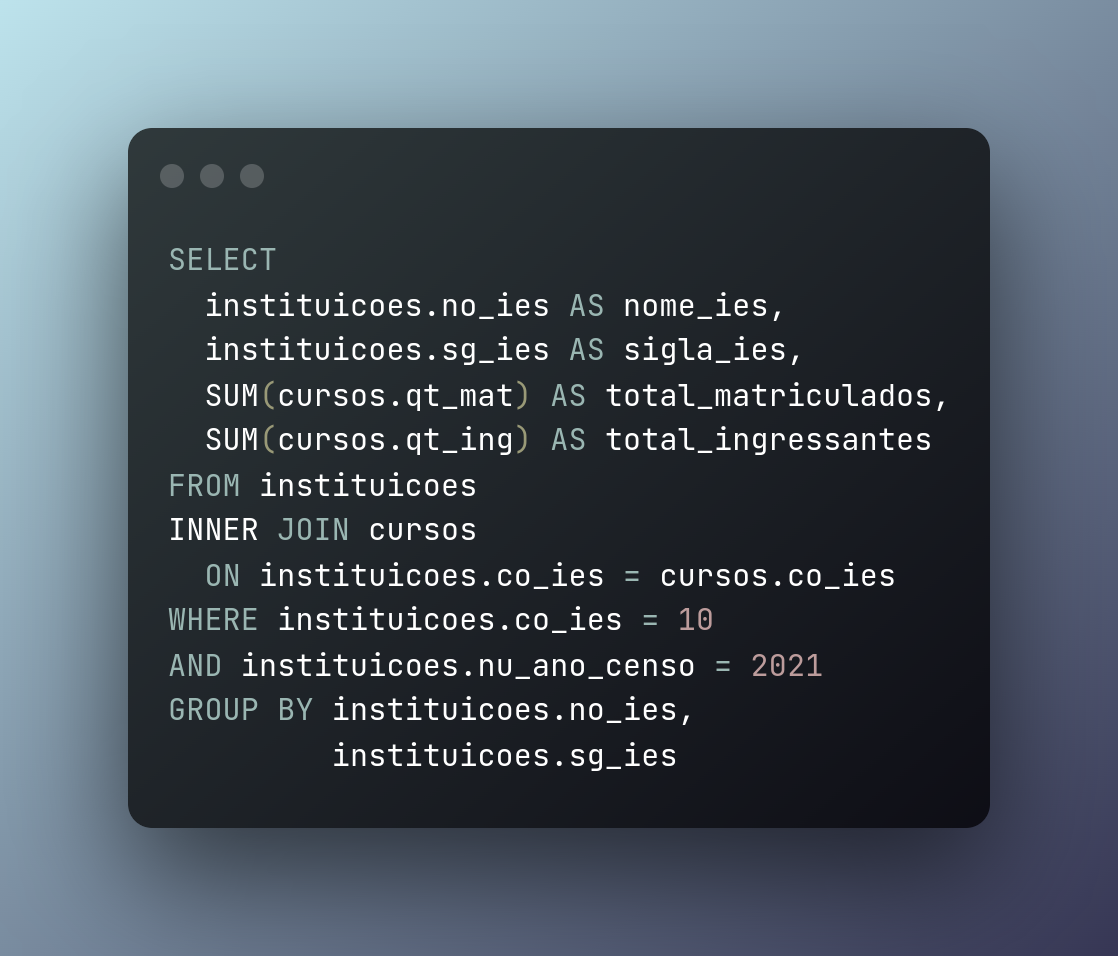 SELECT
  instituicoes.no_ies AS nome_ies,
  instituicoes.sg_ies AS sigla_ies,
  SUM(cursos.qt_mat) AS total_matriculados,
  SUM(cursos.qt_ing) AS total_ingressantes
FROM instituicoes
INNER JOIN cursos
  ON instituicoes.co_ies = cursos.co_ies
WHERE instituicoes.co_ies = 10
AND instituicoes.nu_ano_censo = 2021
GROUP BY instituicoes.no_ies,
         instituicoes.sg_ies